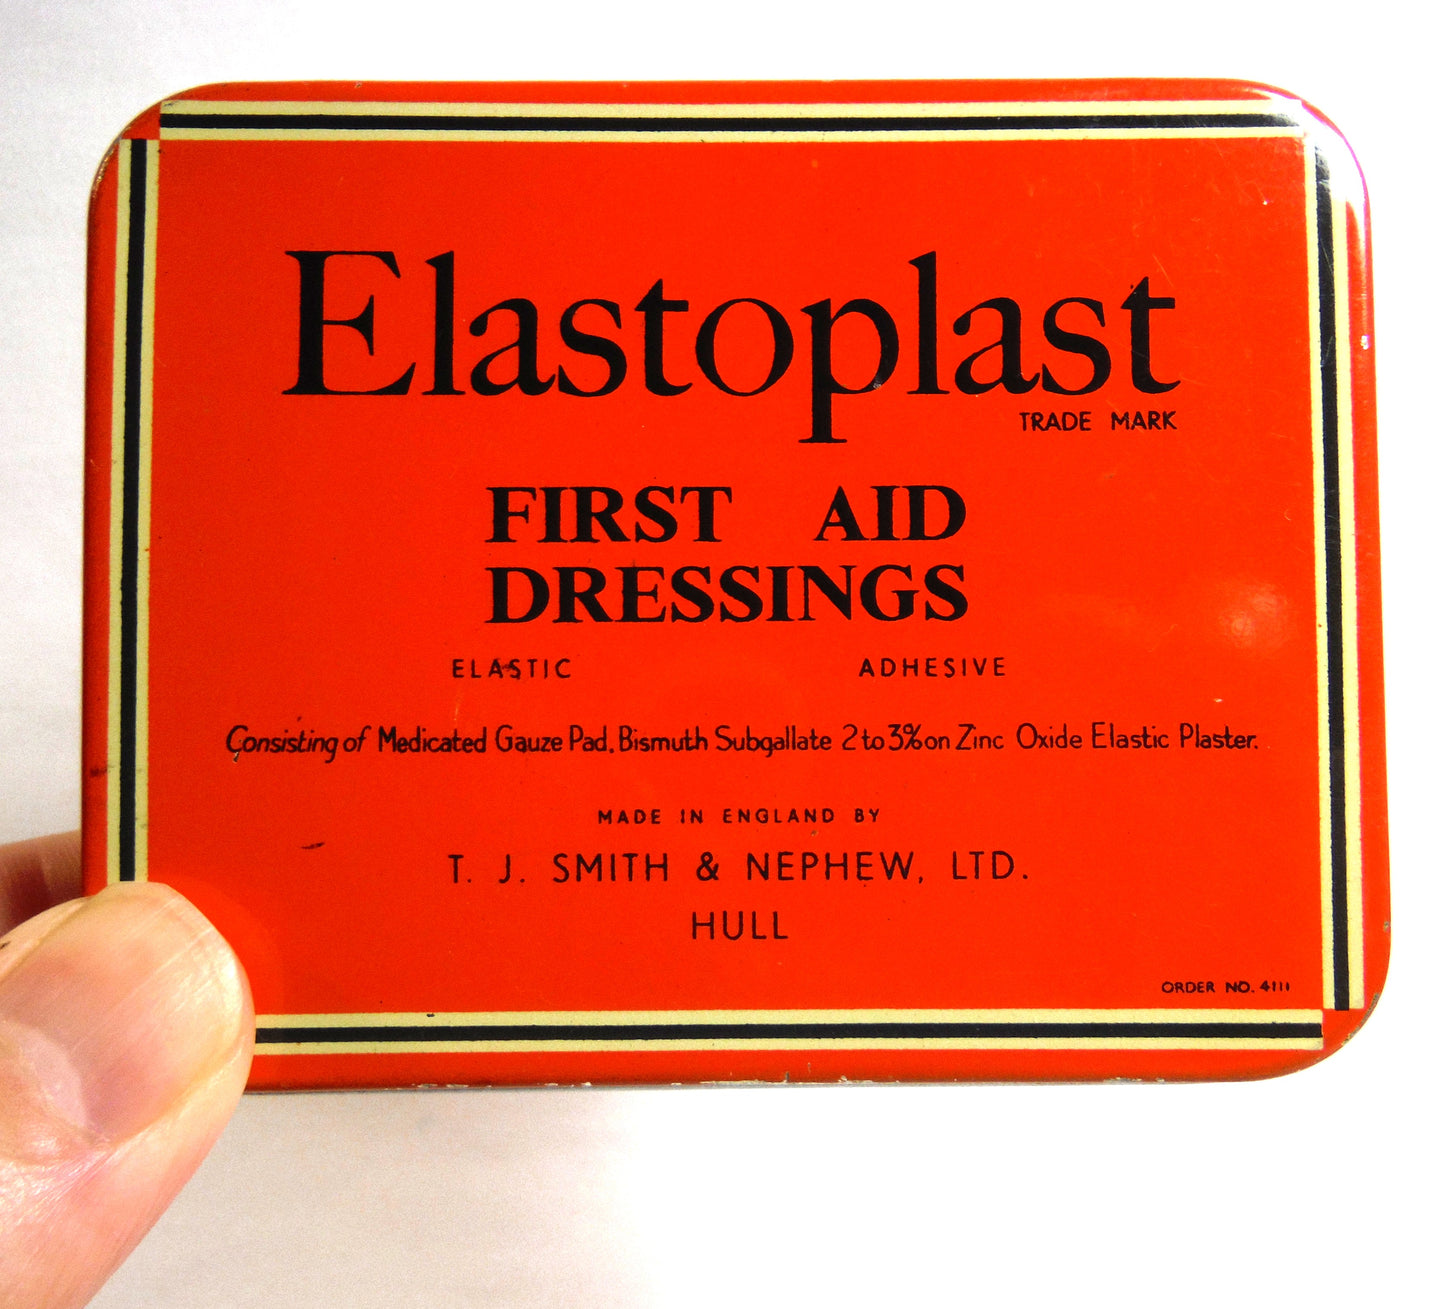 Elastoplast
TRADE MARK
FIRST AID
DRESSINGS
ELASTIC ADHESIVE
Consisting of Medicated Gauze Pad, Bismuth Subgallate 2 to 3% on Zinc Oxide Elastic Plaster.
MADE IN ENGLAND BY
T. J. SMITH & NEPHEW, LTD.
HULL
ORDER NO. 4111